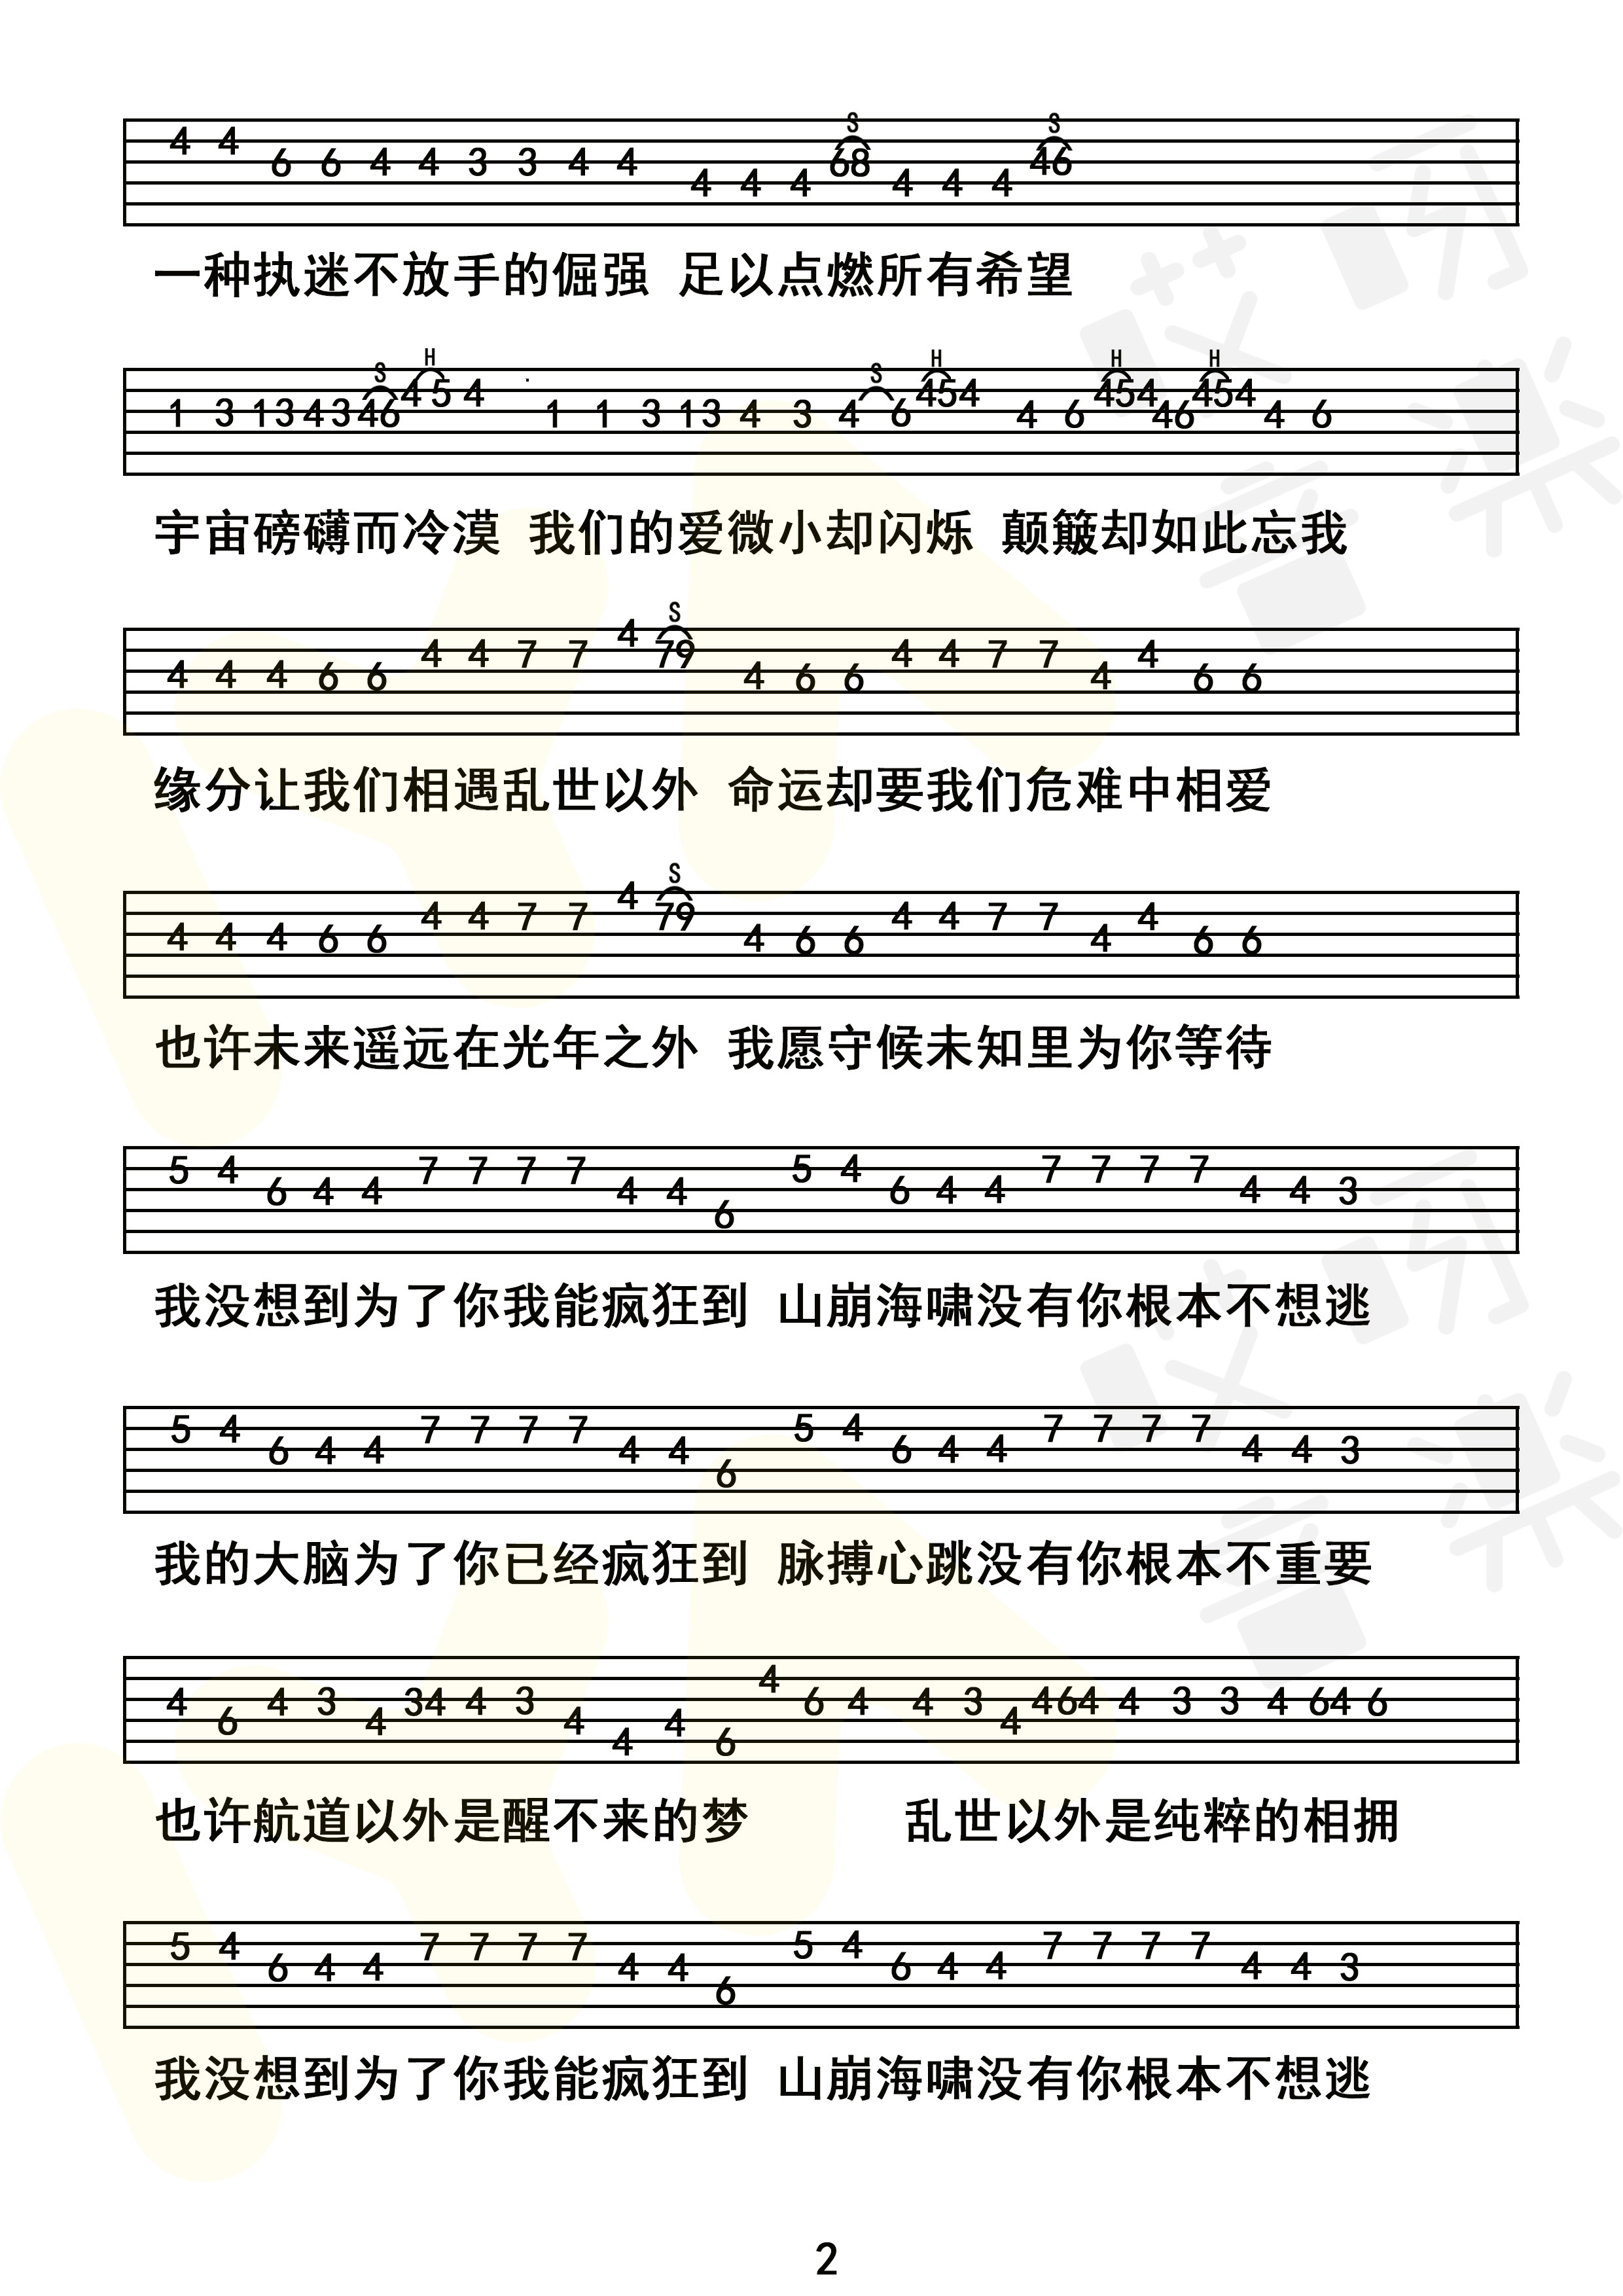 S S
4 4 6 6 4 4 3 3 4 4 4 4 4 68 4 4 4 46
一种执迷不放手的倔强 足以点燃所有希望
S H S H H H
1 3 13 4 3 46 4 5 4 1 1 3 13 4 3 4 6 454 4 6 454 46 454 4 6
宇宙磅礴而冷漠 我们的爱微小却闪烁 颠簸却如此忘我
S
4 4 4 6 6 4 4 7 7 4 79 4 6 6 4 4 7 7 4 4 6 6
缘分让我们相遇乱世以外 命运却要我们危难中相爱
S
4 4 4 6 6 4 4 7 7 4 79 4 6 6 4 4 7 7 4 4 6 6
也许未来遥远在光年之外 我愿守候未知里为你等待
5 4 6 4 4 7 7 7 7 4 4 6 5 4 6 4 4 7 7 7 7 4 4 3
我没想到为了你我能疯狂到 山崩海啸没有你根本不想逃
5 4 6 4 4 7 7 7 7 4 4 6 5 4 6 4 4 7 7 7 7 4 4 3
我的大脑为了你已经疯狂到 脉搏心跳没有你根本不重要
4 6 4 3 4 34 4 3 4 4 4 6 4 6 4 4 3 4 464 4 3 3 4 64 6
也许航道以外是醒不来的梦 乱世以外是纯粹的相拥
5 4 6 4 4 7 7 7 7 4 4 6 5 4 6 4 4 7 7 7 7 4 4 3
我没想到为了你我能疯狂到 山崩海啸没有你根本不想逃
2